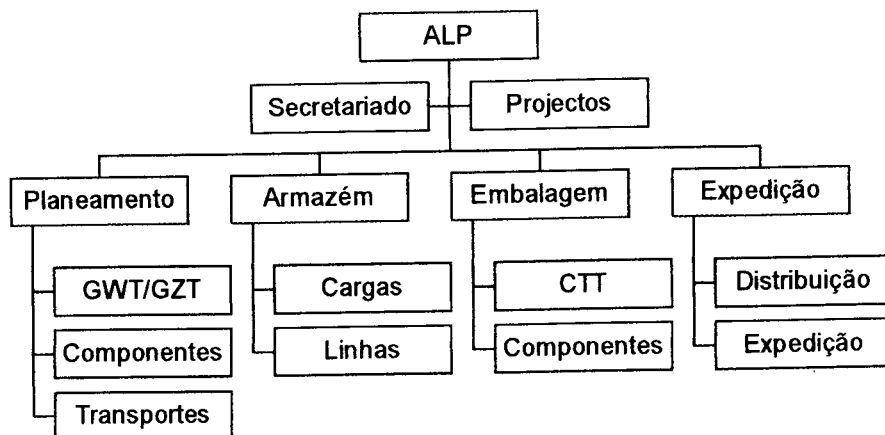 ALP
Secretariado
Projectos
Planeamento
Armazém
Embalagem
Expedição
GWT/GZT
Componentes
Transportes
Cargas
Linhas
CTT
Componentes
Distribuição
Expedição